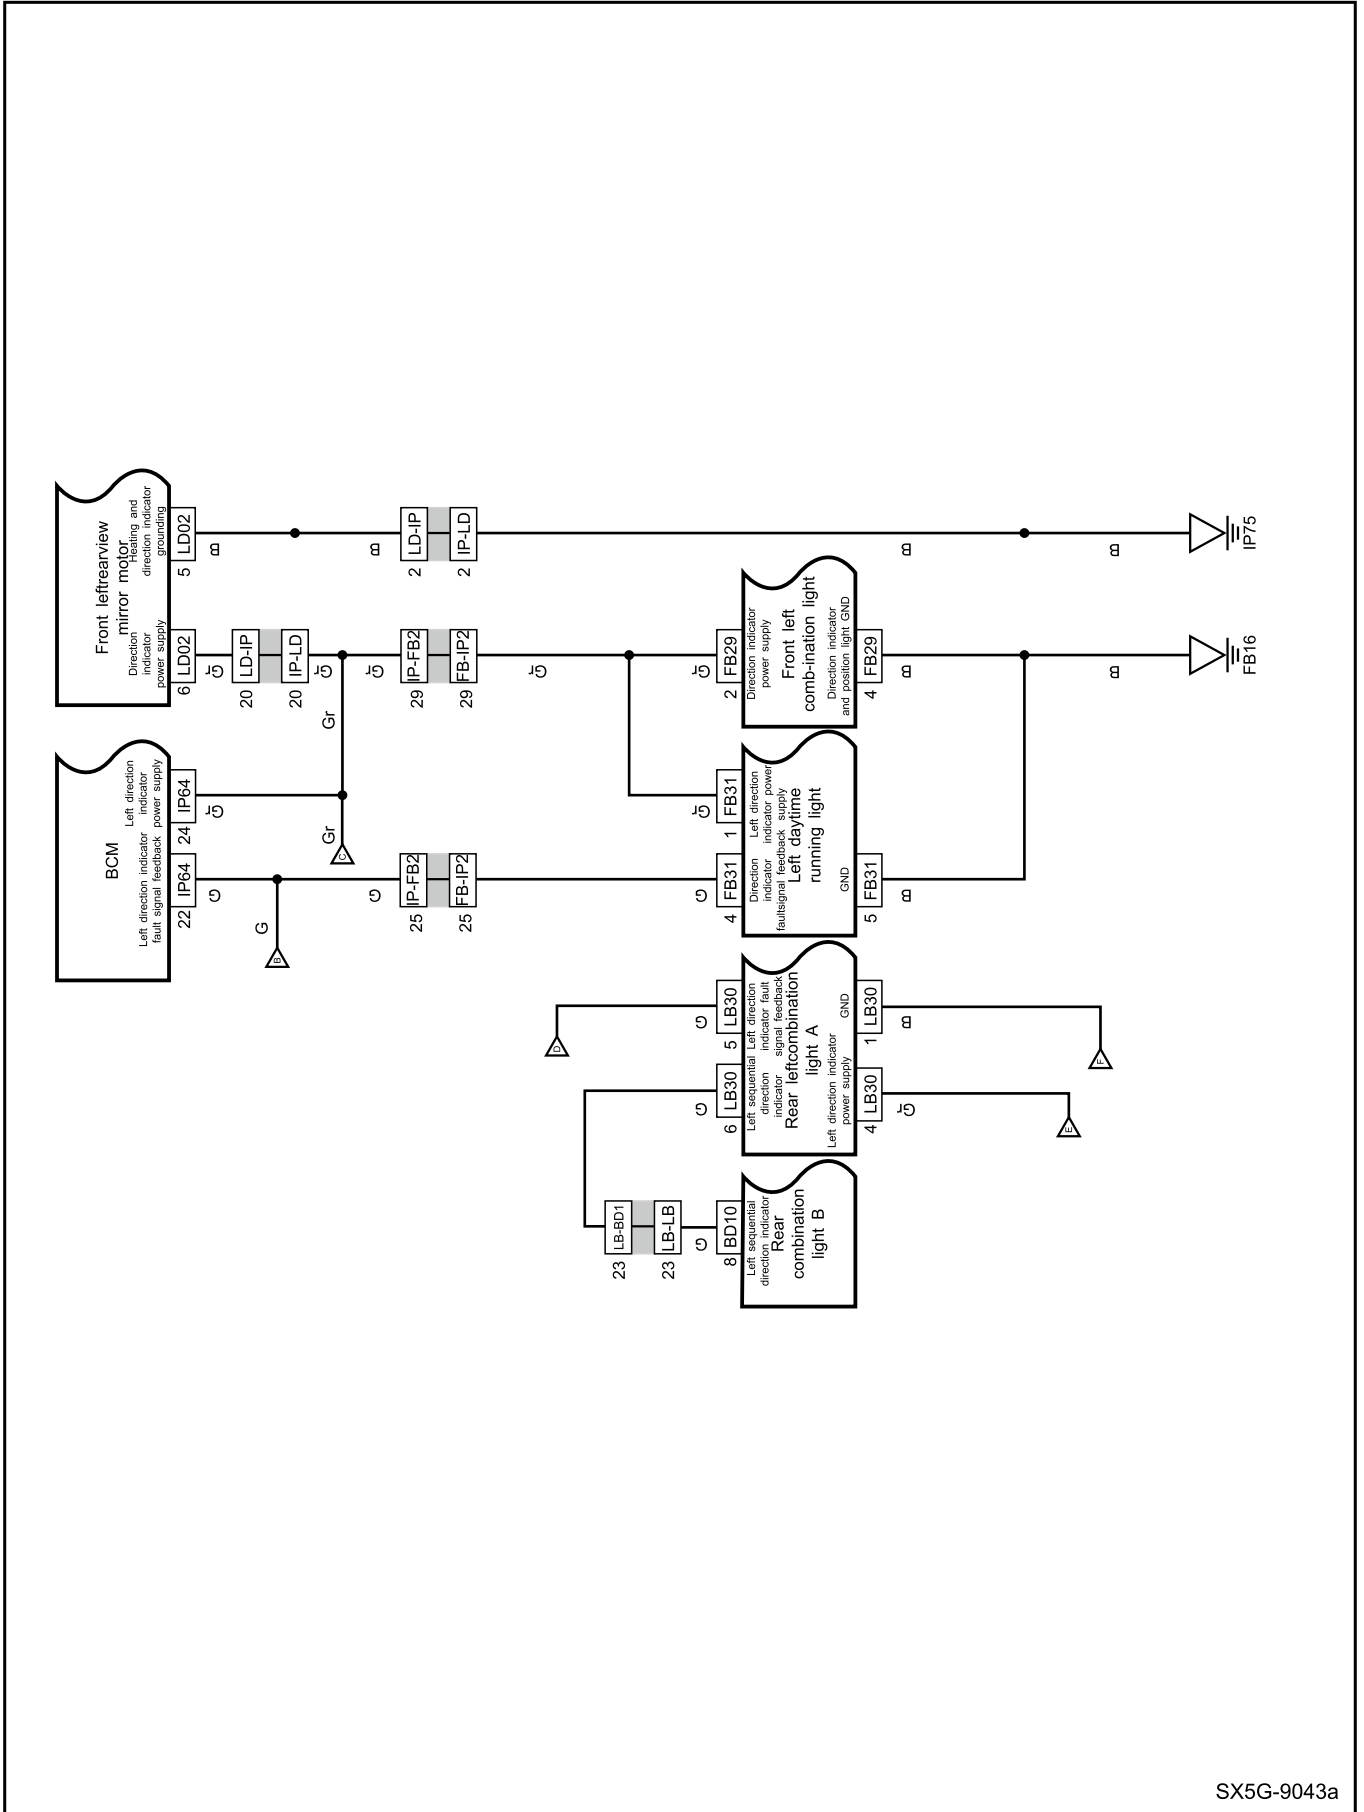 BCM
Left direction indicator
fault signal feedback
Left direction
indicator
power supply
22
IP64
24
IP64
G
Gr
G
B
Gr
C
Gr
Front leftrearview
mirror motor
Direction
indicator
power supply
Heating and
direction indicator
grounding
6
LD02
5
LD02
Gr
B
20
LD-IP
20
IP-LD
Gr
Gr
B
G
25
IP-FB2
25
FB-IP2
29
IP-FB2
29
FB-IP2
2
LD-IP
2
IP-LD
Gr
D
23
LB-BD1
23
LB-LB
G
G
G
G
Gr
Gr
8
BD10
6
LB30
5
LB30
4
FB31
1
FB31
2
FB29
Left sequential
direction indicator
Rear
combination
light B
Left sequential
direction
indicator
Left direction
indicator fault
signal feedback
Rear leftcombination
light A
Left direction indicator
power supply
GND
Direction
indicator
faultsignal feedback
Left direction
indicator power
supply
Left daytime
running light
GND
Direction indicator
power supply
Front left
comb-ination light
Direction indicator
and position light GND
4
LB30
1
LB30
5
FB31
4
FB29
Gr
B
B
B
B
E
F
B
B
FB16
IP75
SX5G-9043a